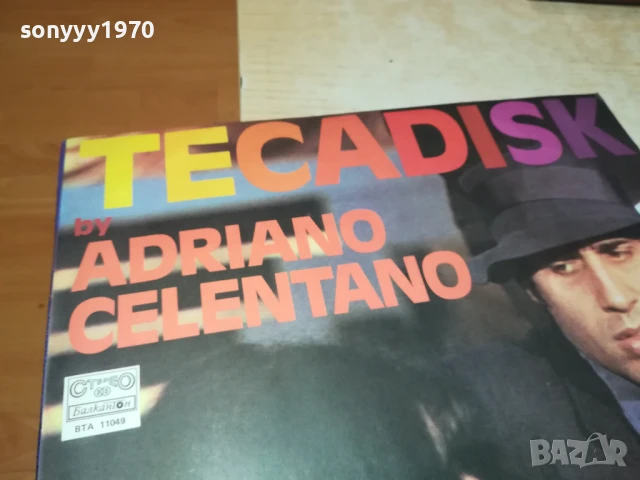 sonyyy1970
TECADISK
by
ADRIANO
CELENTANO
СТЕРЕО
Балкантон
ВТА 11049
BAZAR